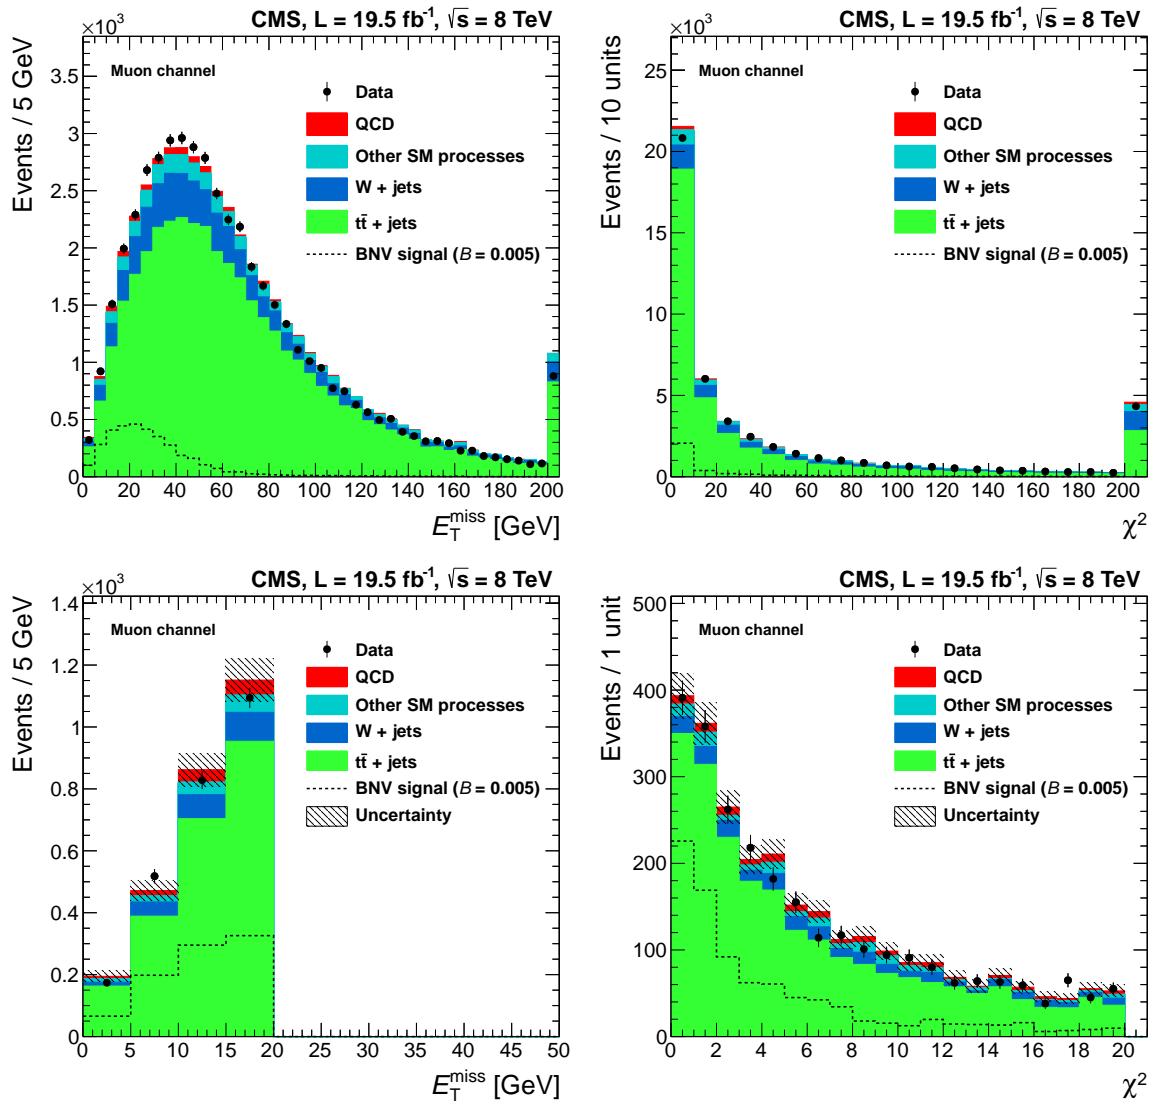 CMS, L = 19.5 fb⁻¹, √s = 8 TeV
×10³
Events / 5 GeV
Muon channel
Data
QCD
Other SM processes
W + jets
tt̄ + jets
BNV signal (B = 0.005)
3.5
3
2.5
2
1.5
1
0.5
0
0 20 40 60 80 100 120 140 160 180 200
E_T^miss [GeV]
CMS, L = 19.5 fb⁻¹, √s = 8 TeV
×10³
Events / 10 units
Muon channel
Data
QCD
Other SM processes
W + jets
tt̄ + jets
BNV signal (B = 0.005)
25
20
15
10
5
0
0 20 40 60 80 100 120 140 160 180 200
χ²
CMS, L = 19.5 fb⁻¹, √s = 8 TeV
×10³
Events / 5 GeV
Muon channel
Data
QCD
Other SM processes
W + jets
tt̄ + jets
BNV signal (B = 0.005)
Uncertainty
1.4
1.2
1
0.8
0.6
0.4
0.2
0
0 5 10 15 20 25 30 35 40 45 50
E_T^miss [GeV]
CMS, L = 19.5 fb⁻¹, √s = 8 TeV
Events / 1 unit
Muon channel
Data
QCD
Other SM processes
W + jets
tt̄ + jets
BNV signal (B = 0.005)
Uncertainty
500
400
300
200
100
0
0 2 4 6 8 10 12 14 16 18 20
χ²